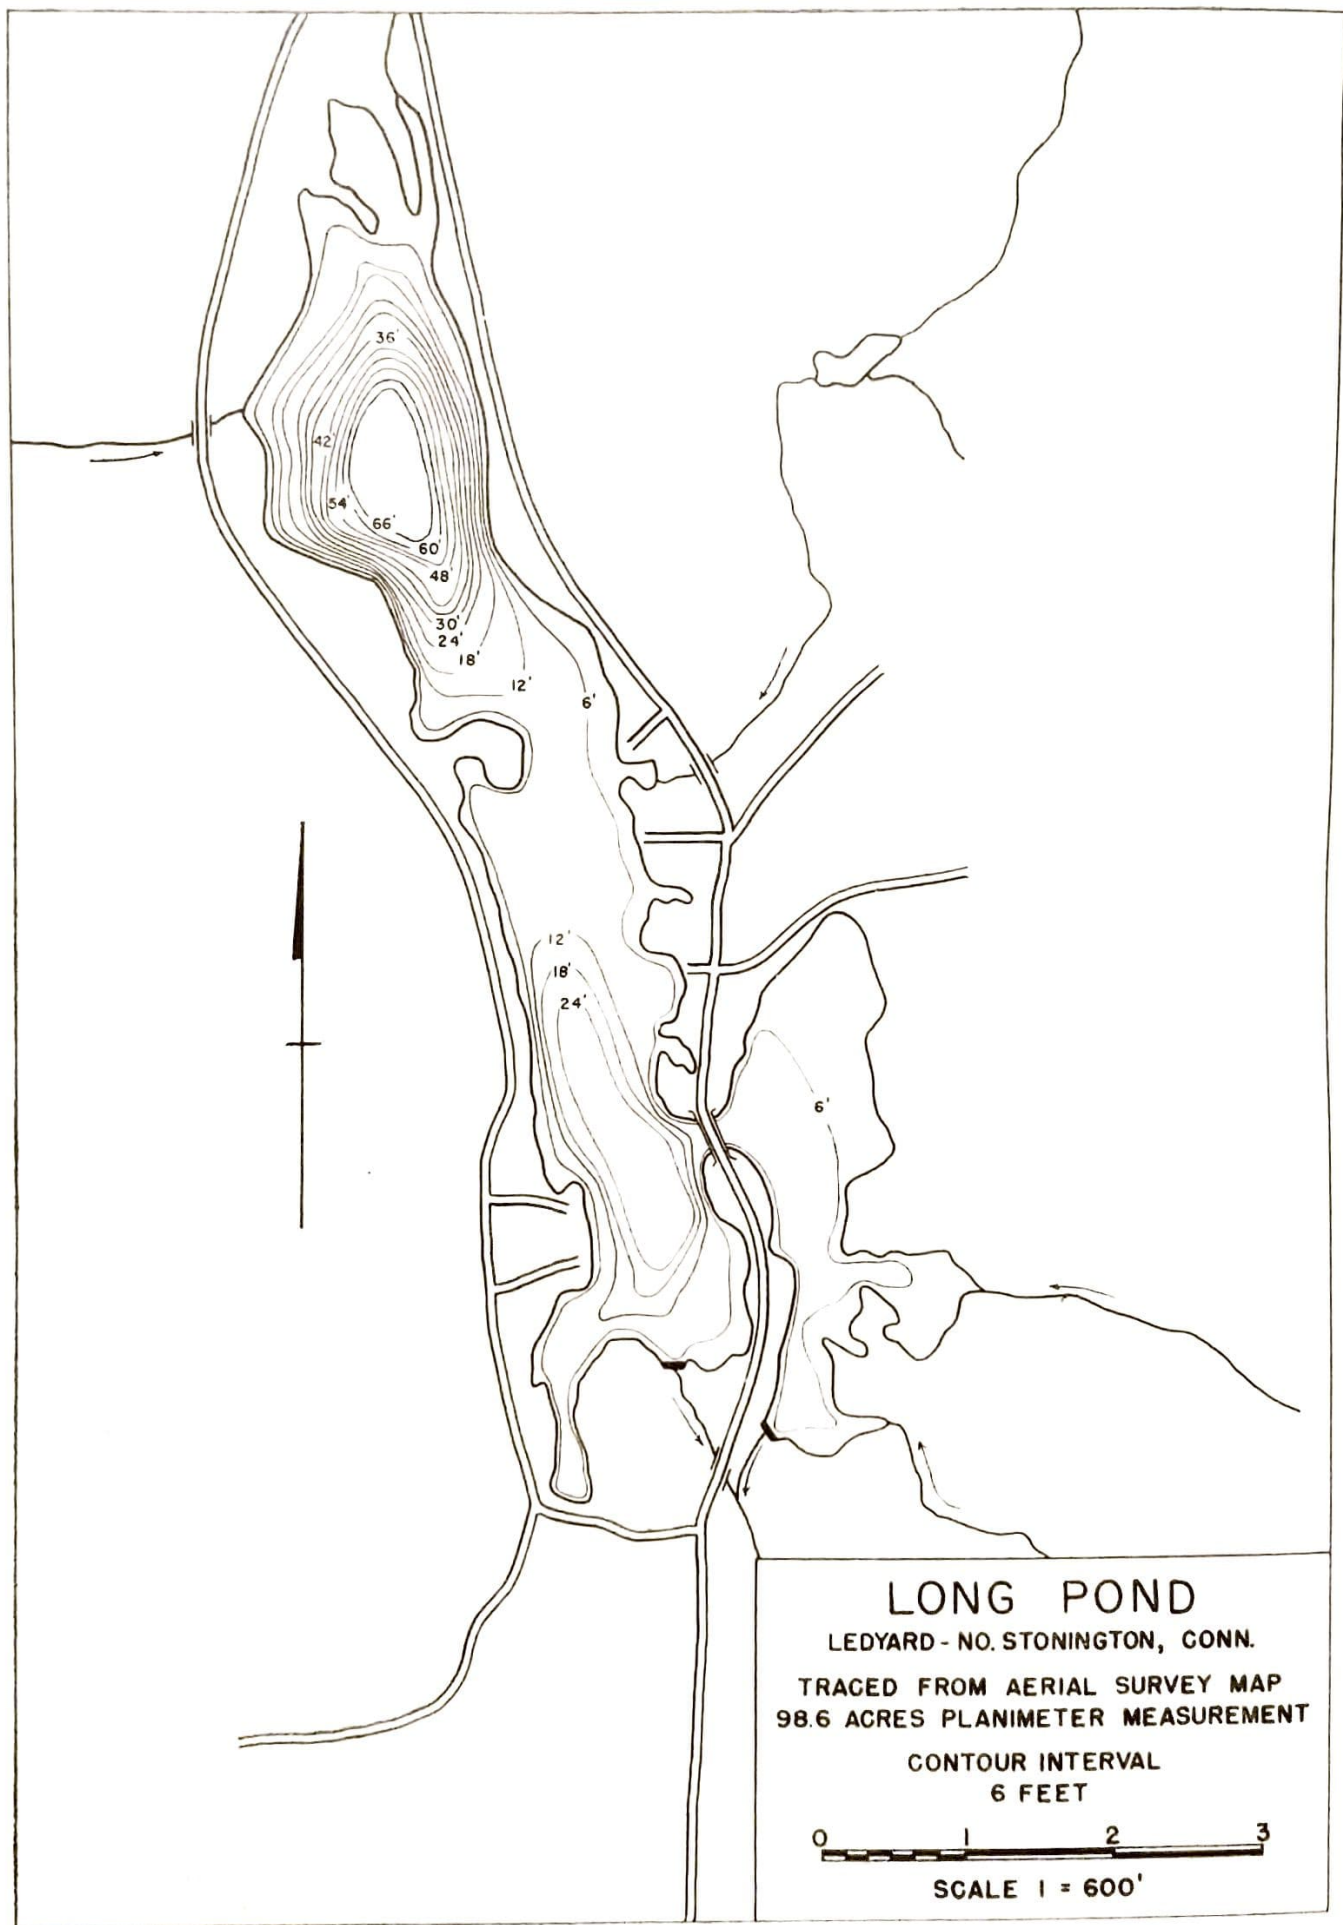 36'
42'
54'
66'
60'
48'
30'
24'
18'
12'
6'
12'
18'
24'
6'
LONG POND
LEDYARD - NO. STONINGTON, CONN.
TRACED FROM AERIAL SURVEY MAP
98.6 ACRES PLANIMETER MEASUREMENT
CONTOUR INTERVAL
6 FEET
0 1 2 3
SCALE 1 = 600'